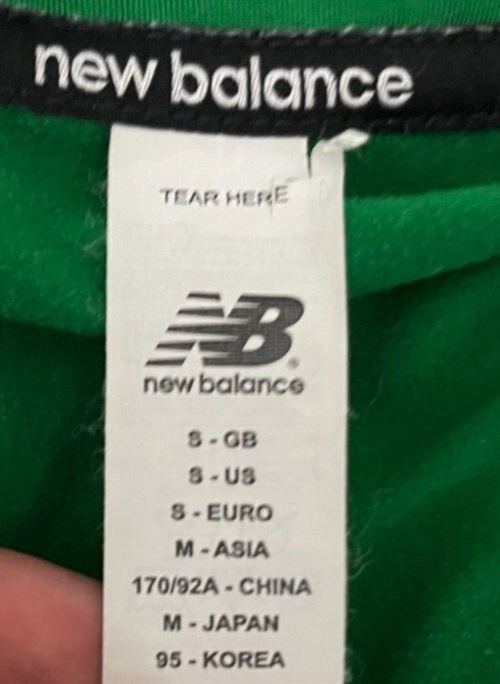 new balance
TEAR HERE
NB®
new balance
S - GB
S - US
S - EURO
M - ASIA
170/92A - CHINA
M - JAPAN
95 - KOREA